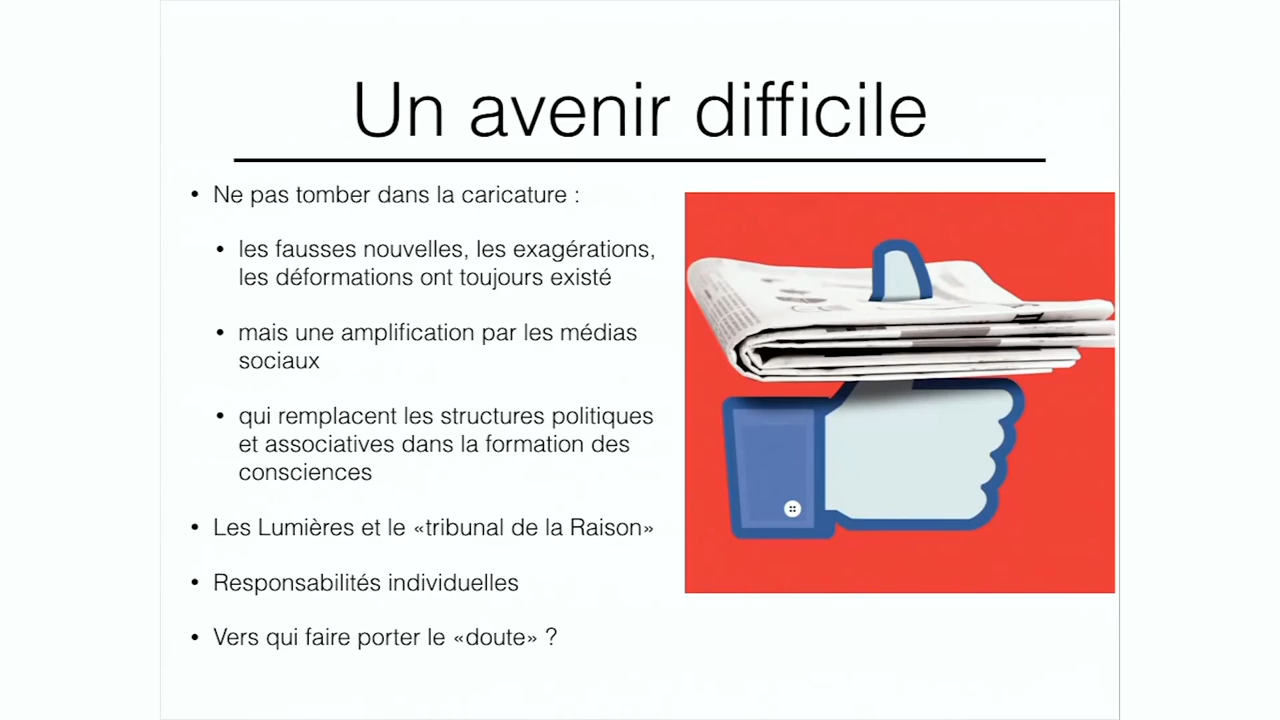 Un avenir difficile
• Ne pas tomber dans la caricature :
• les fausses nouvelles, les exagérations,
les déformations ont toujours existé
• mais une amplification par les médias
sociaux
• qui remplacent les structures politiques
et associatives dans la formation des
consciences
• Les Lumières et le «tribunal de la Raison»
• Responsabilités individuelles
• Vers qui faire porter le «doute» ?